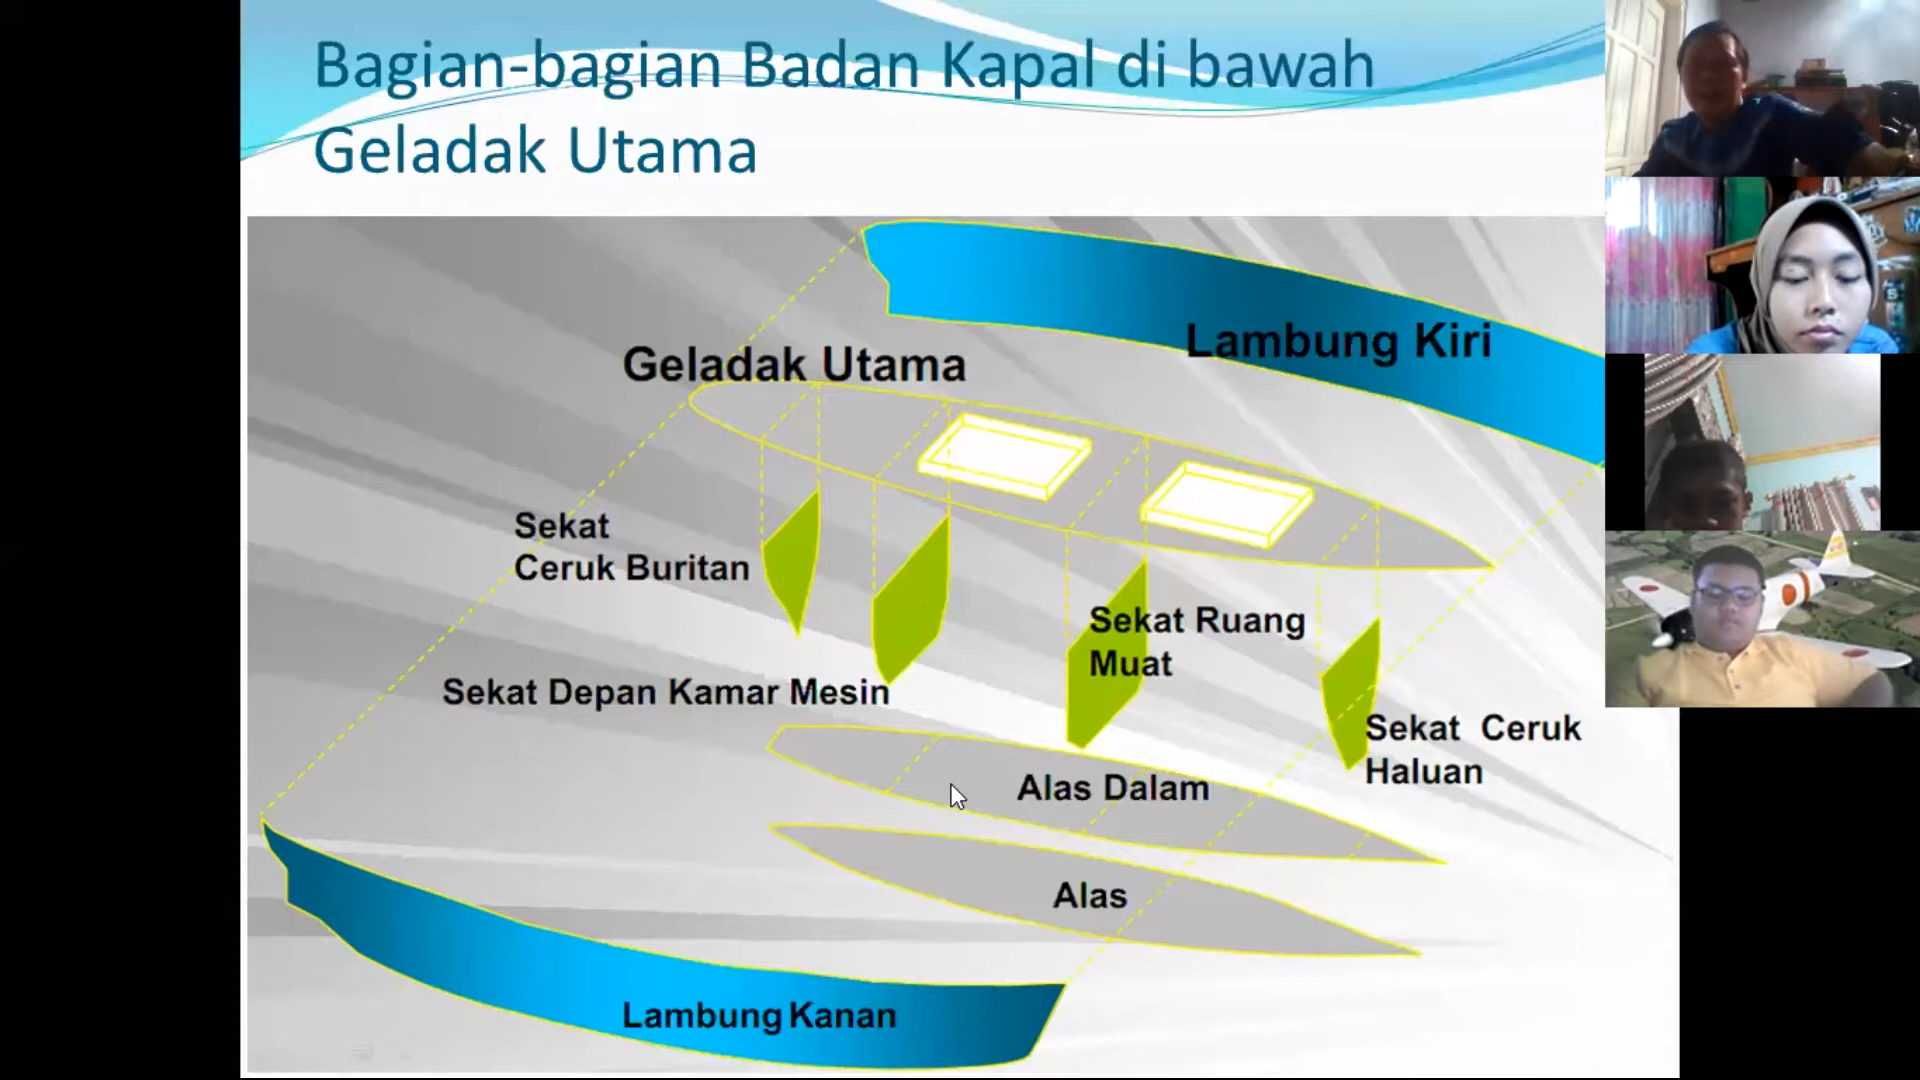 Bagian-bagian Badan Kapal di bawah
Geladak Utama
Lambung Kiri
Geladak Utama
Sekat
Ceruk Buritan
Sekat Ruang
Muat
Sekat Depan Kamar Mesin
Sekat Ceruk
Haluan
Alas Dalam
Alas
Lambung Kanan